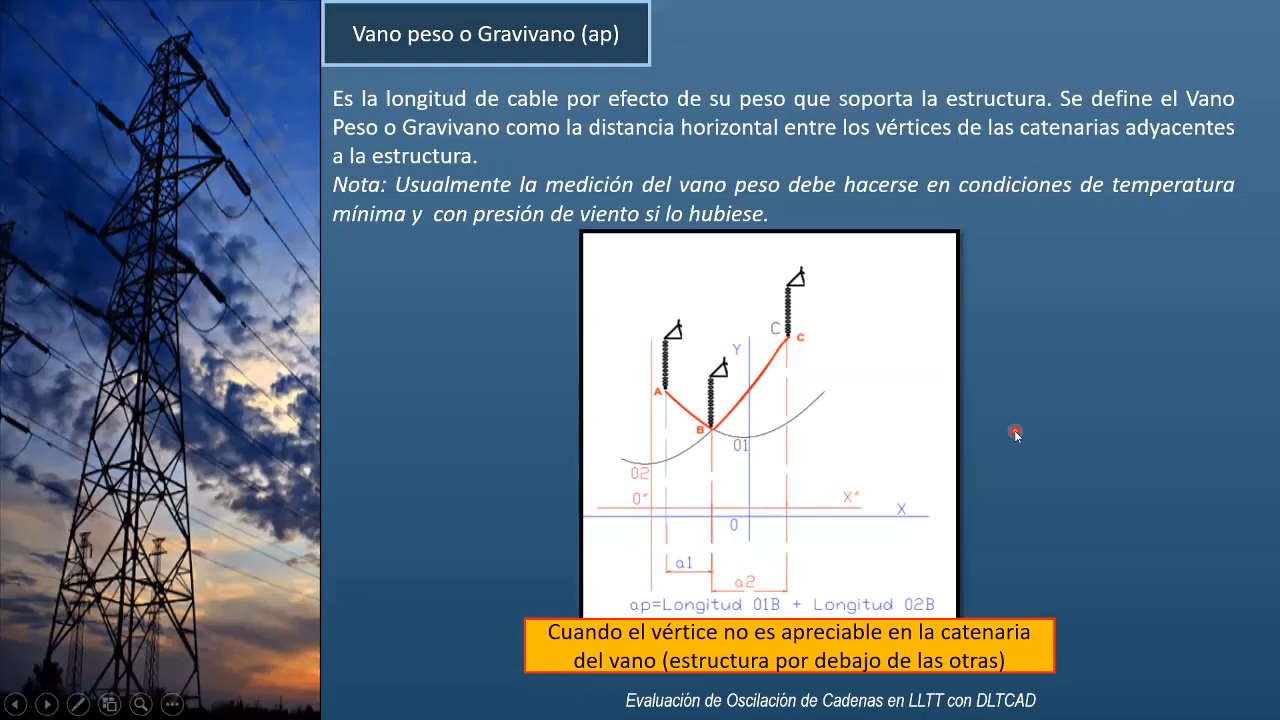 Vano peso o Gravivano (ap)
Es la longitud de cable por efecto de su peso que soporta la estructura. Se define el Vano
Peso o Gravivano como la distancia horizontal entre los vértices de las catenarias adyacentes
a la estructura.
Nota: Usualmente la medición del vano peso debe hacerse en condiciones de temperatura
mínima y con presión de viento si lo hubiese.
C
C
Y
A
B
01
02
0"
X"
X
0
a1
a2
ap=Longitud 01B + Longitud 02B
Cuando el vértice no es apreciable en la catenaria
del vano (estructura por debajo de las otras)
Evaluación de Oscilación de Cadenas en LLTT con DLTCAD